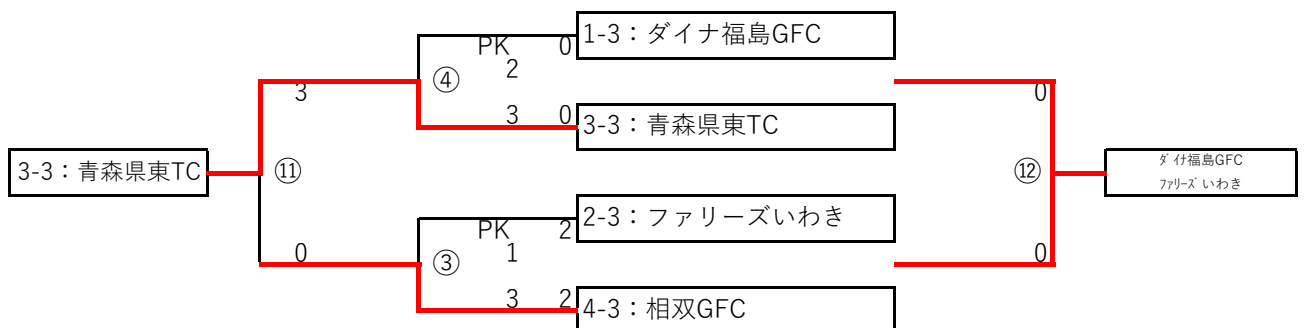 1-3：ダイナ福島GFC
PK 0
2
④
3 0
3-3：青森県東TC
3
0
3-3：青森県東TC
⑪
⑫
ﾀﾞｲﾅ福島GFC
ﾌｧﾘｰｽﾞいわき
2-3：ファリーズいわき
PK 2
1
0
③
0
3 2
4-3：相双GFC